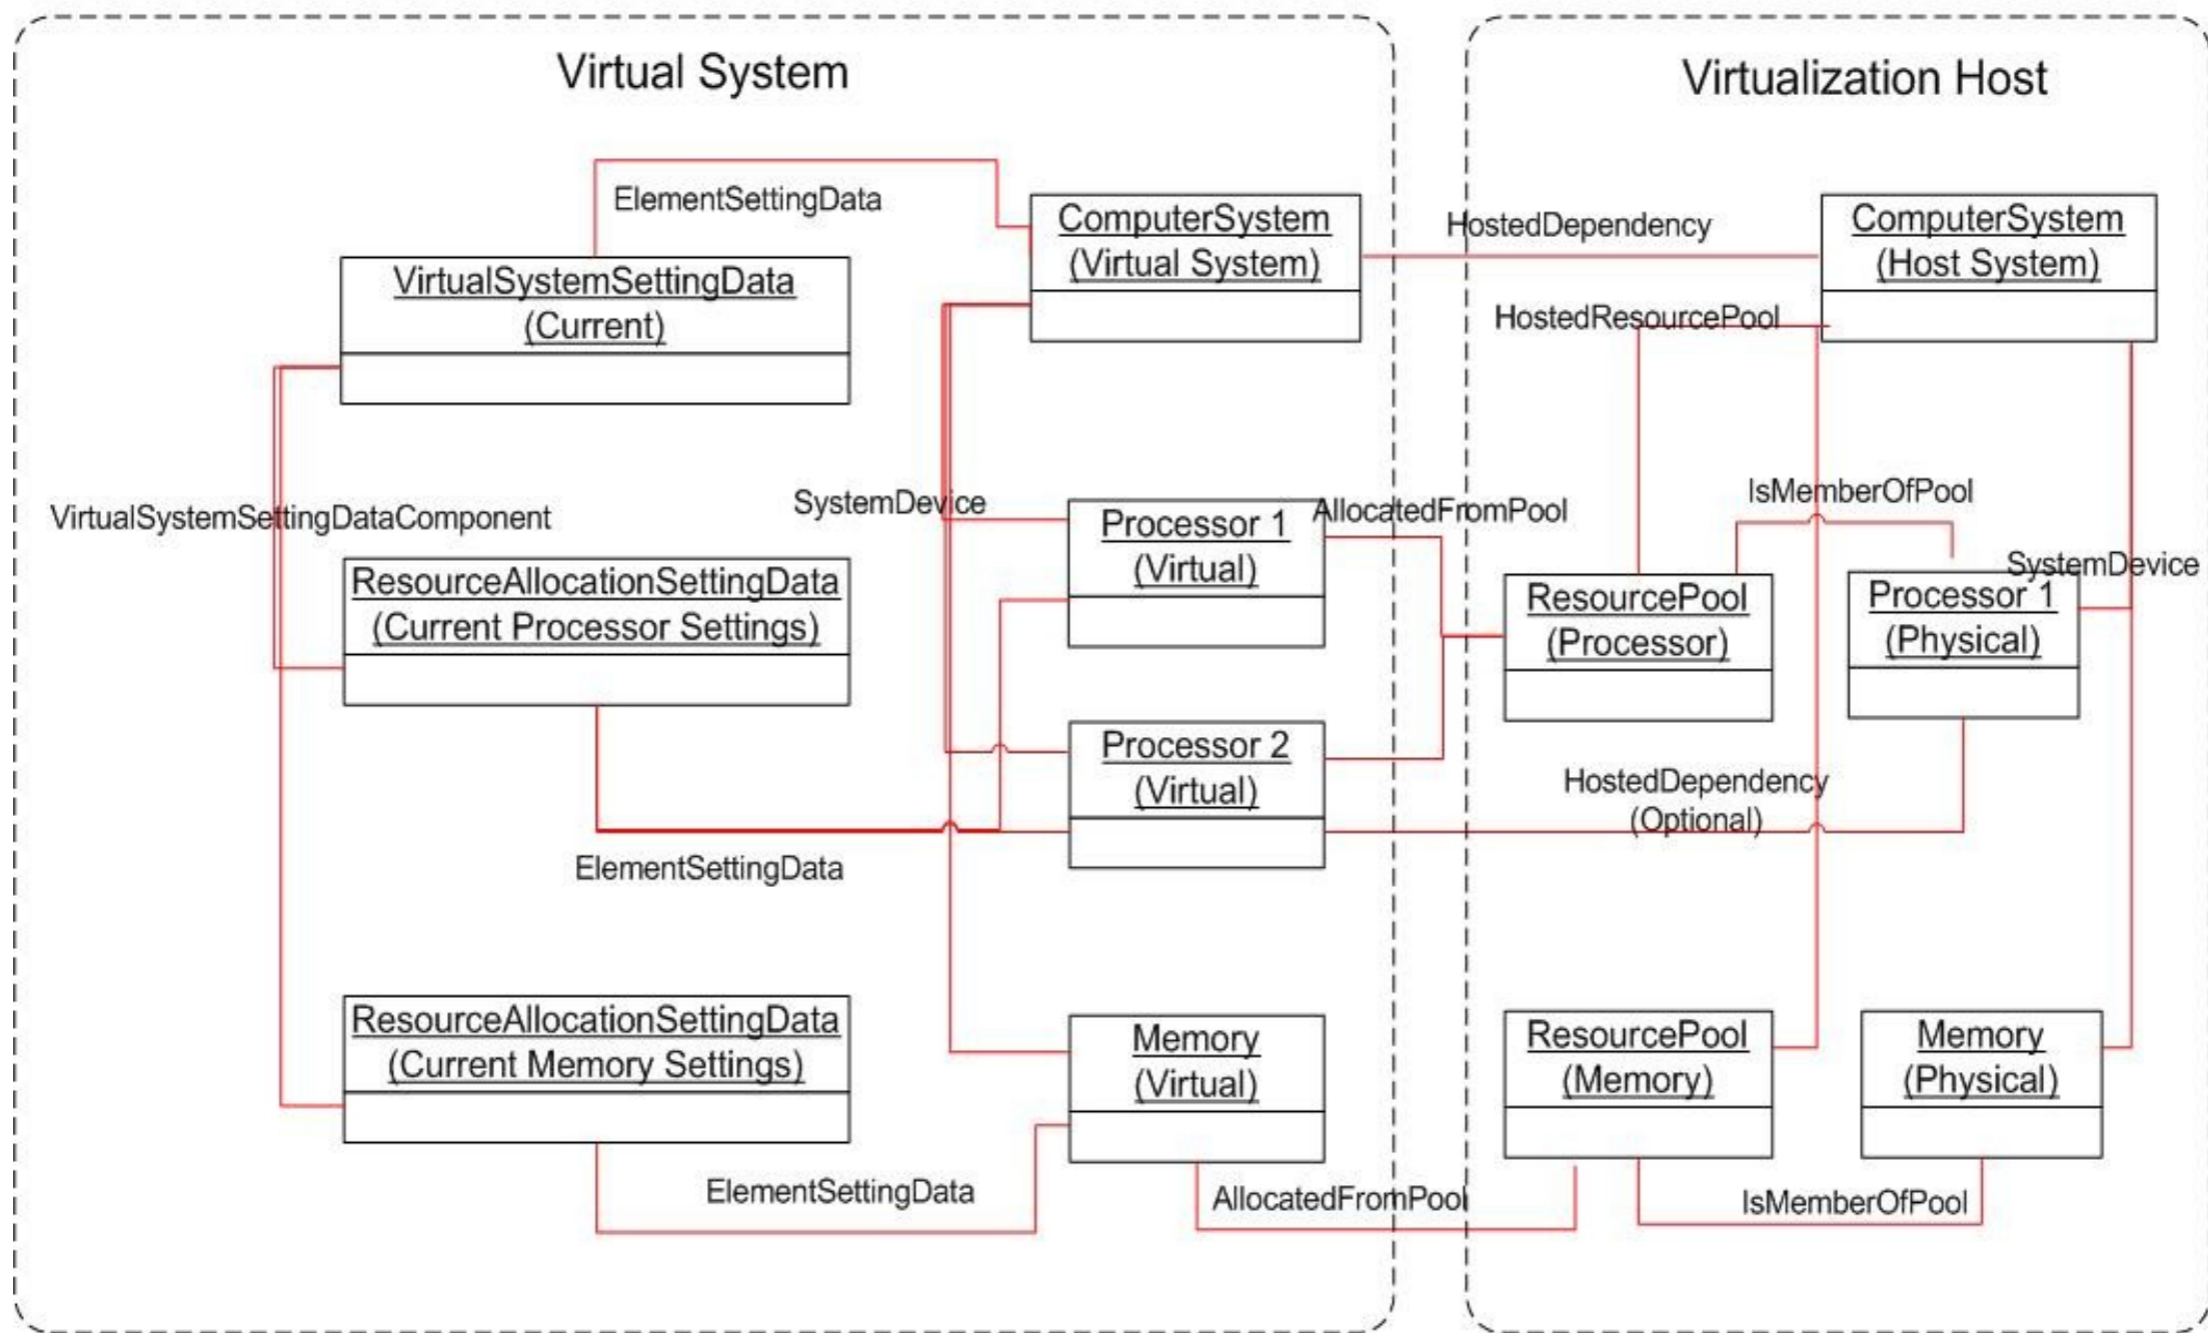 Virtual System
Virtualization Host
ElementSettingData
ComputerSystem
(Virtual System)
HostedDependency
ComputerSystem
(Host System)
VirtualSystemSettingData
(Current)
HostedResourcePool
VirtualSystemSettingDataComponent
SystemDevice
Processor 1
(Virtual)
AllocatedFromPool
IsMemberOfPool
SystemDevice
ResourceAllocationSettingData
(Current Processor Settings)
ResourcePool
(Processor)
Processor 1
(Physical)
Processor 2
(Virtual)
HostedDependency
(Optional)
ElementSettingData
ResourceAllocationSettingData
(Current Memory Settings)
Memory
(Virtual)
ResourcePool
(Memory)
Memory
(Physical)
ElementSettingData
AllocatedFromPool
IsMemberOfPool